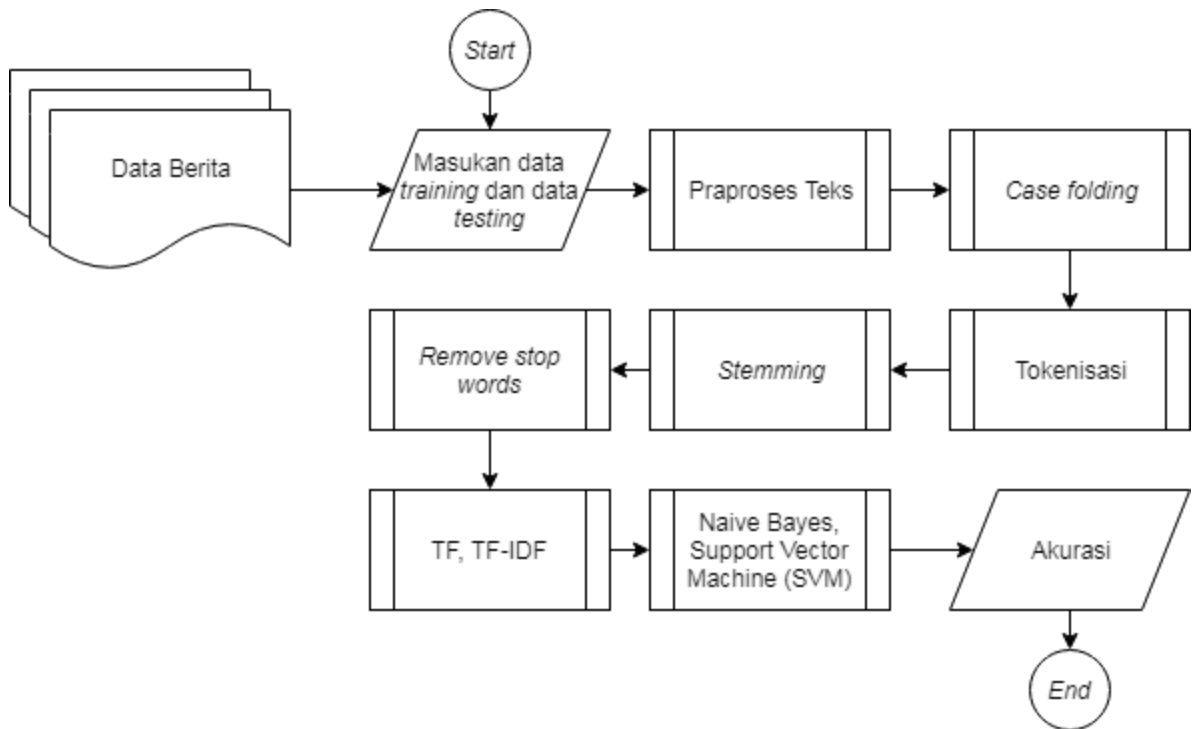 Start
Data Berita
Masukan data
training dan data
testing
Praproses Teks
Case folding
Tokenisasi
Stemming
Remove stop
words
TF, TF-IDF
Naive Bayes,
Support Vector
Machine (SVM)
Akurasi
End